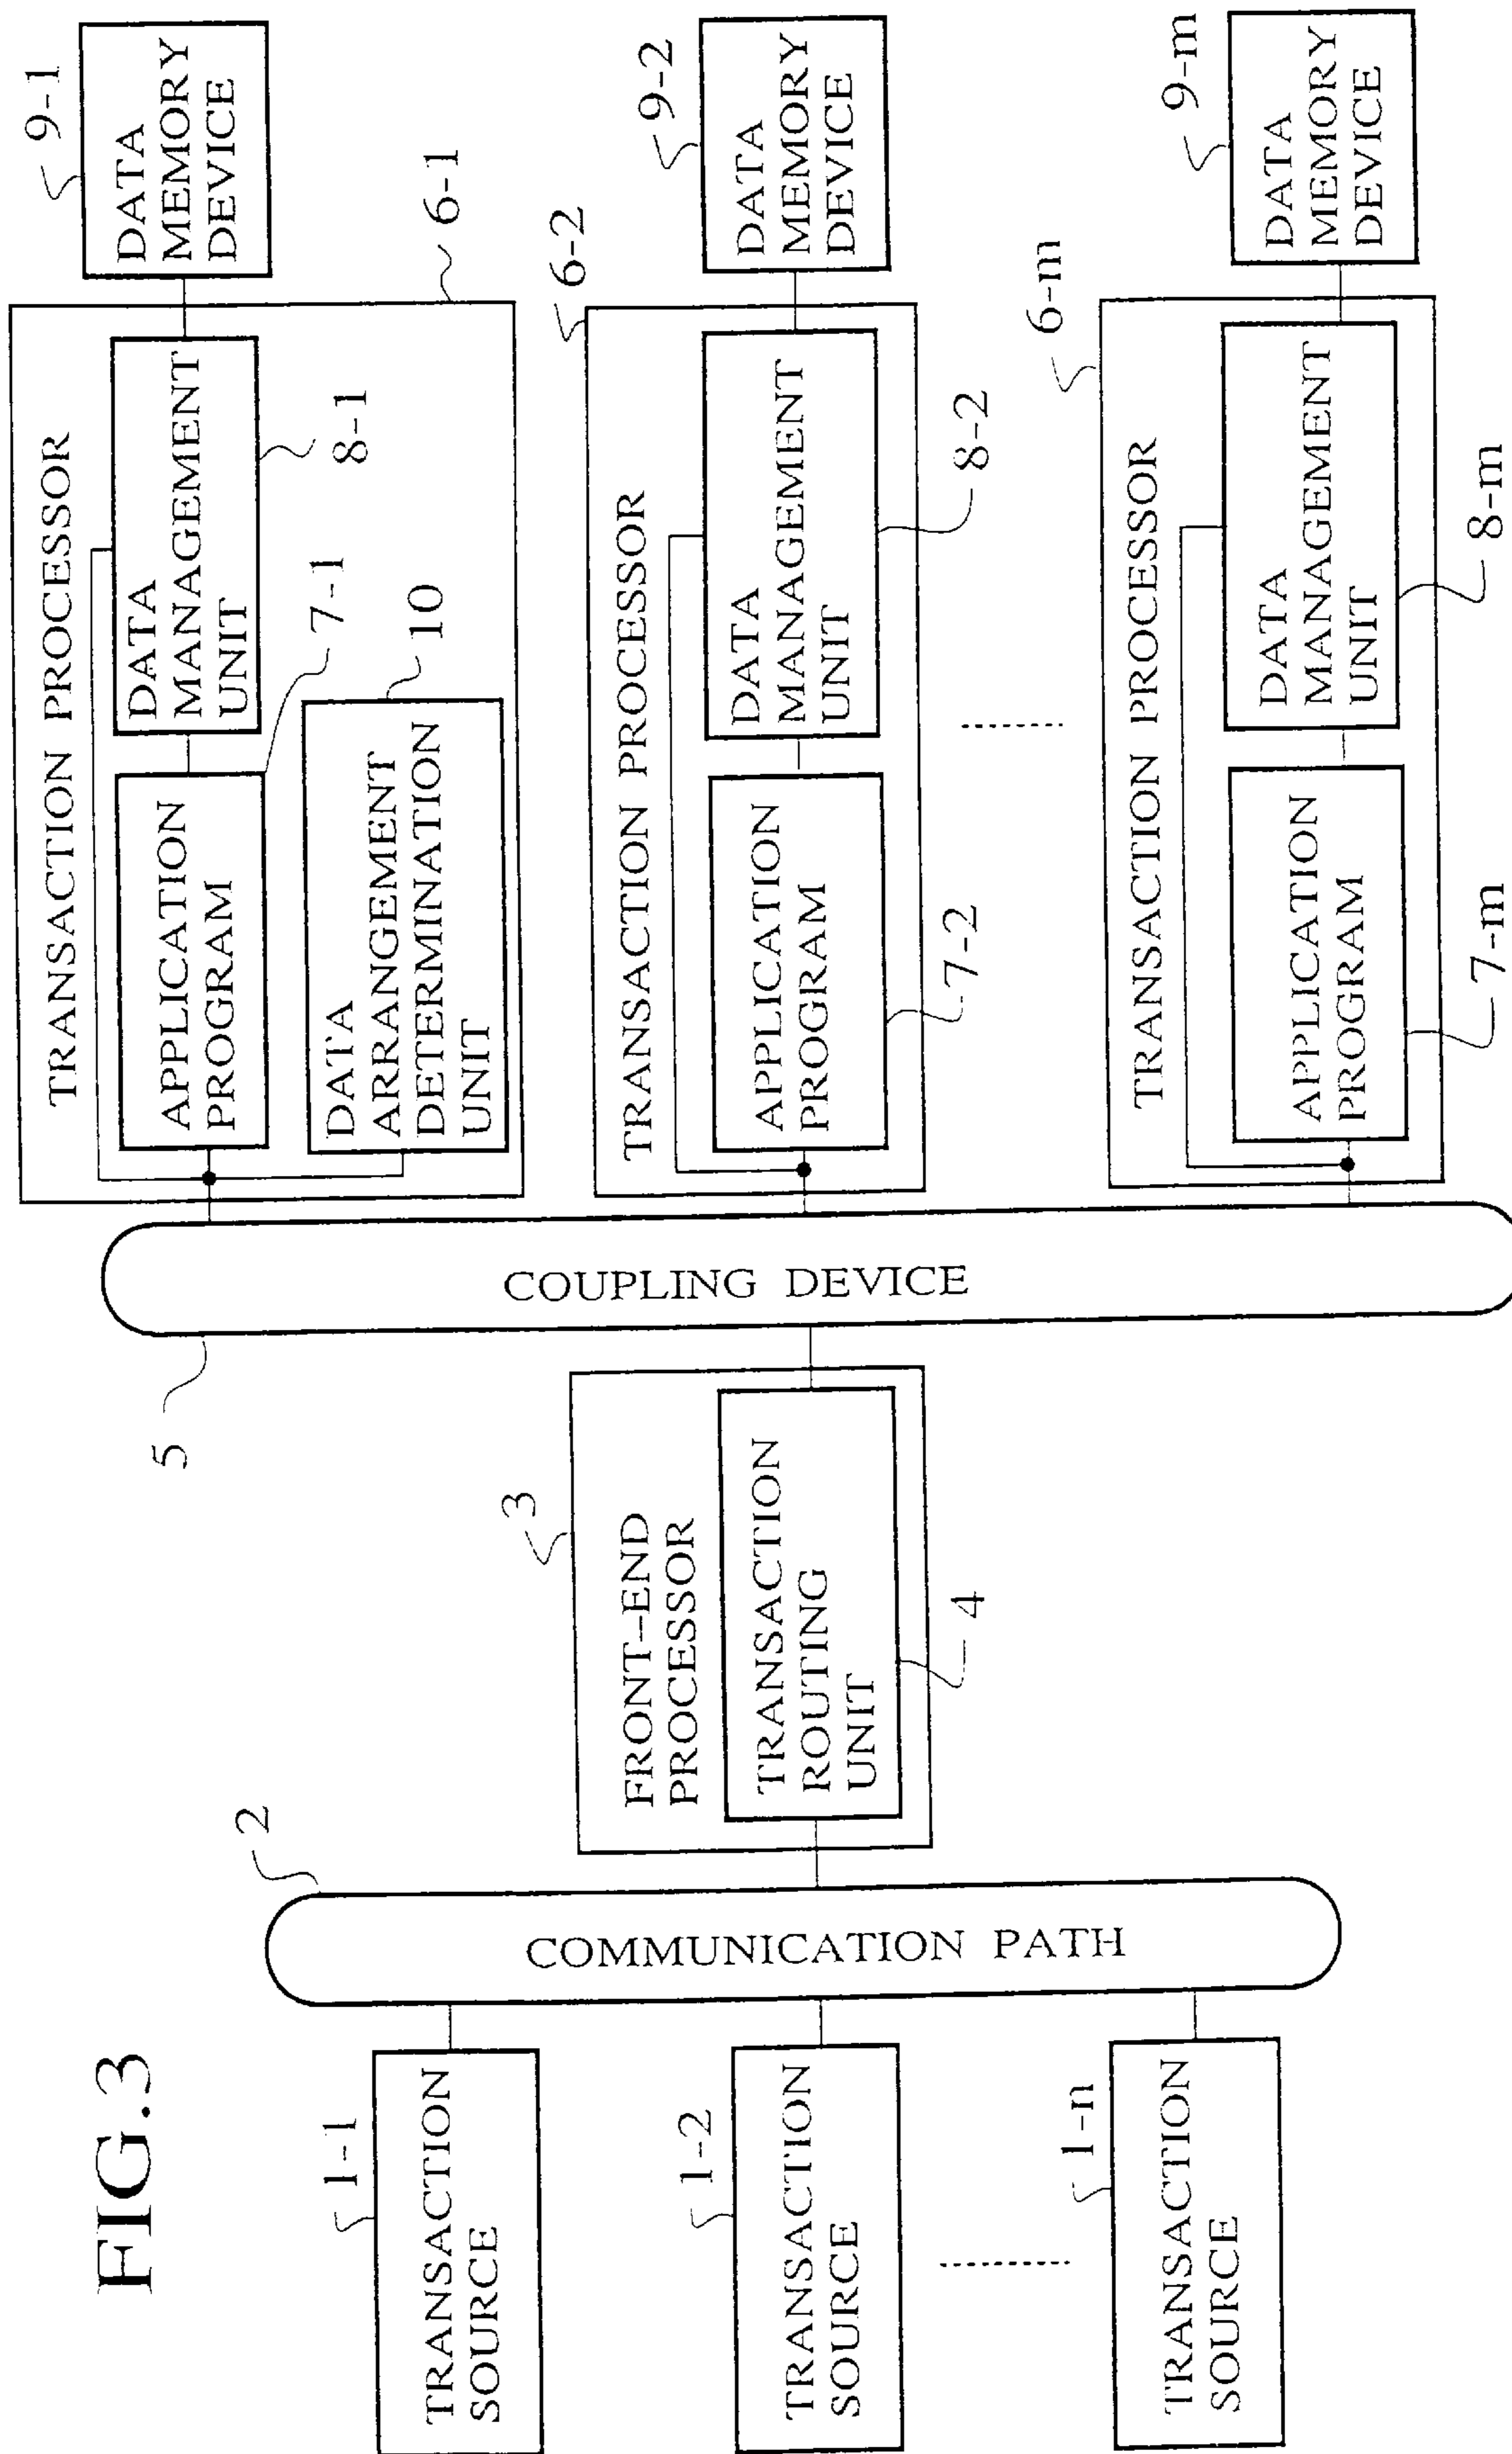 FIG.3
1-1
TRANSACTION
SOURCE
1-2
TRANSACTION
SOURCE
1-n
TRANSACTION
SOURCE
2
COMMUNICATION PATH
3
FRONT-END
PROCESSOR
TRANSACTION
ROUTING
UNIT
4
5
COUPLING DEVICE
TRANSACTION PROCESSOR
APPLICATION
PROGRAM
7-1
DATA
MANAGEMENT
UNIT
8-1
DATA
ARRANGEMENT
DETERMINATION
UNIT
10
6-1
9-1
DATA
MEMORY
DEVICE
6-2
TRANSACTION PROCESSOR
APPLICATION
PROGRAM
7-2
DATA
MANAGEMENT
UNIT
8-2
9-2
DATA
MEMORY
DEVICE
6-m
TRANSACTION PROCESSOR
APPLICATION
PROGRAM
7-m
DATA
MANAGEMENT
UNIT
8-m
9-m
DATA
MEMORY
DEVICE